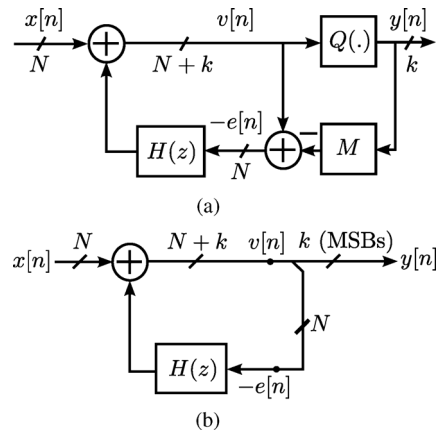 x[n] v[n] y[n]
N N + k Q(.) k
−e[n]
H(z) N M
(a)
N N + k v[n] k (MSBs)
x[n] y[n]
N
H(z)
−e[n]
(b)